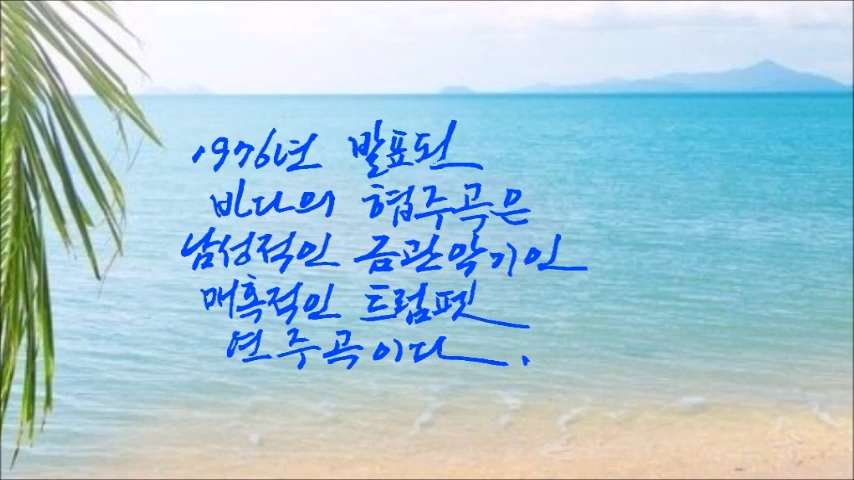 1976년 발표된
바다의 협주곡은
남성적인 금관악기인
매혹적인 트럼펫
연주곡이다.